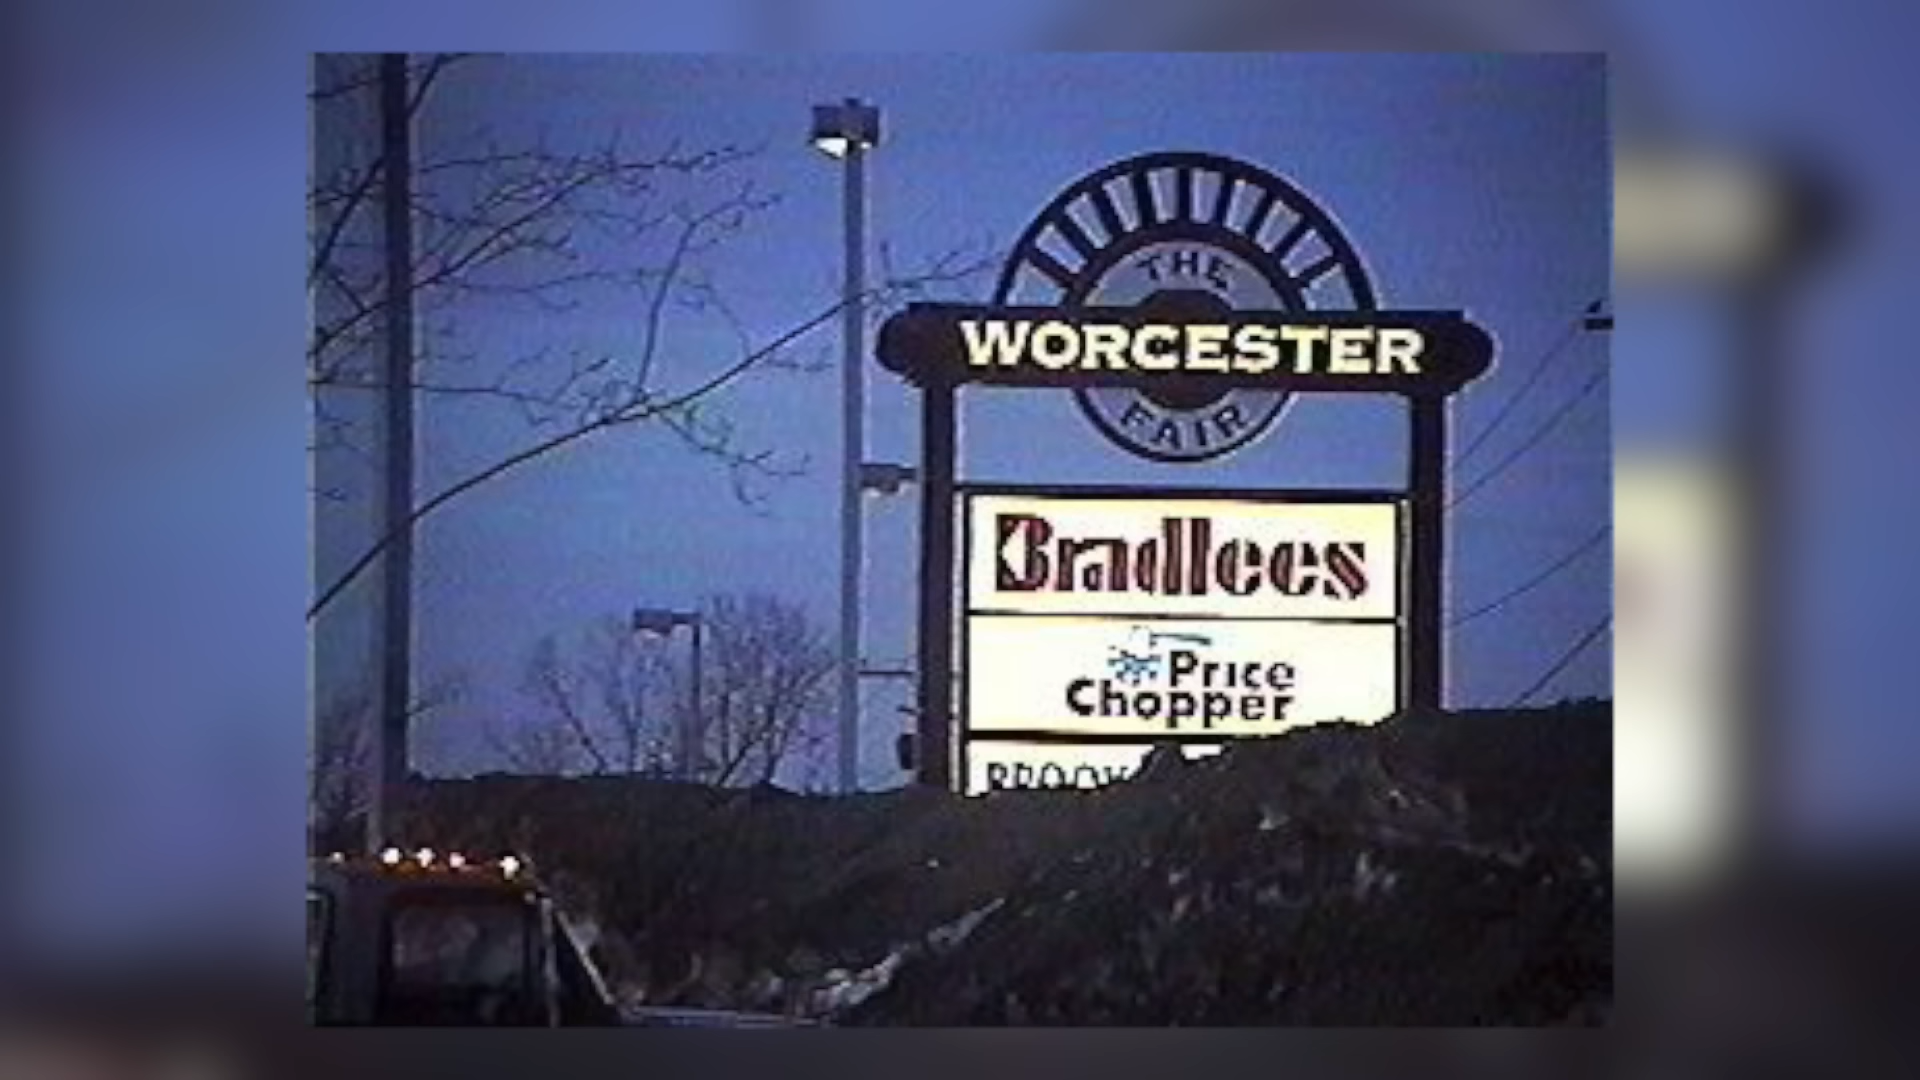 THE
WORCESTER
FAIR
Bradlees
Price
Chopper